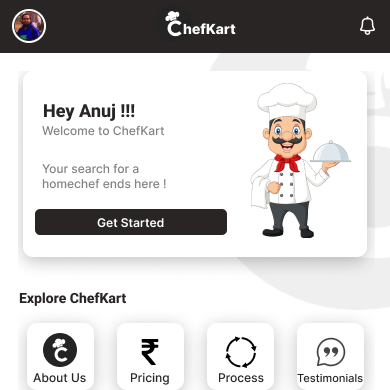 ChefKart
Hey Anuj !!!
Welcome to ChefKart
Your search for a
homechef ends here !
Get Started
Explore ChefKart
₹
About Us
Pricing
Process
Testimonials